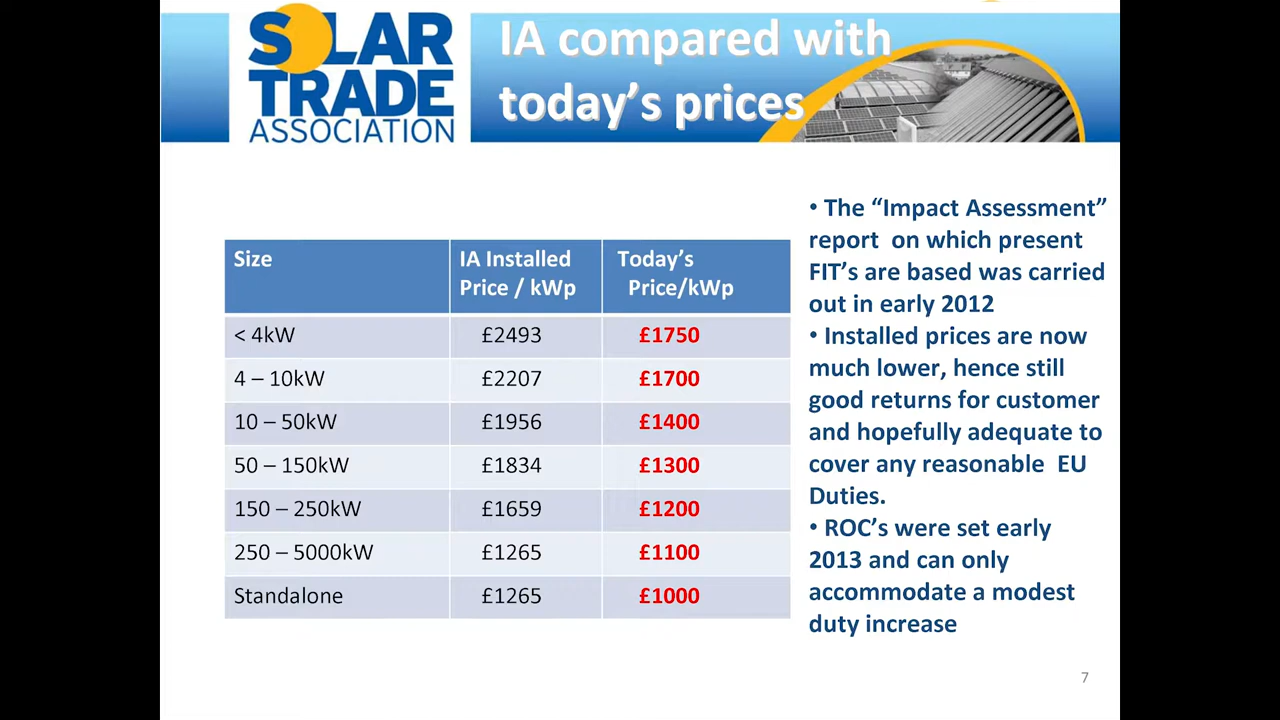 SOLAR
TRADE
ASSOCIATION
IA compared with
today’s prices
Size IA Installed Price / kWp Today’s Price/kWp
< 4kW £2493 £1750
4 – 10kW £2207 £1700
10 – 50kW £1956 £1400
50 – 150kW £1834 £1300
150 – 250kW £1659 £1200
250 – 5000kW £1265 £1100
Standalone £1265 £1000
• The “Impact Assessment”
report on which present
FIT’s are based was carried
out in early 2012
• Installed prices are now
much lower, hence still
good returns for customer
and hopefully adequate to
cover any reasonable EU
Duties.
• ROC’s were set early
2013 and can only
accommodate a modest
duty increase
7